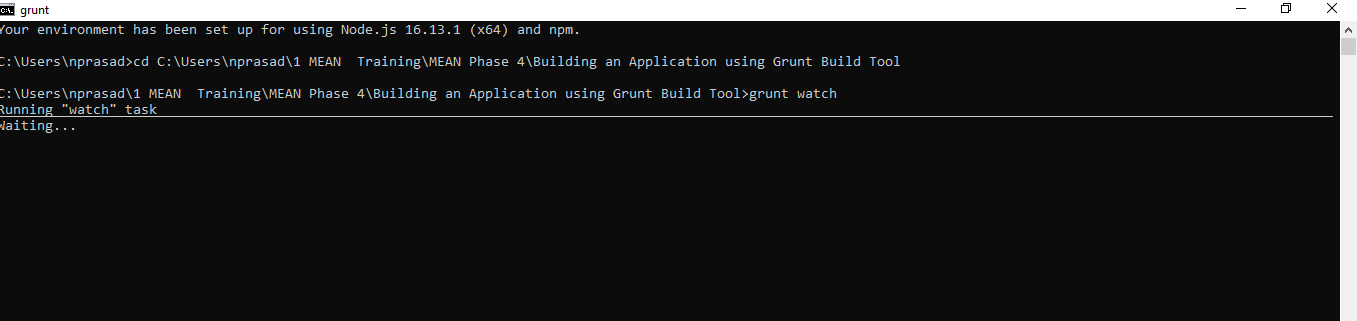 grunt
Your environment has been set up for using Node.js 16.13.1 (x64) and npm.
C:\Users\nprasad>cd C:\Users\nprasad\1 MEAN  Training\MEAN Phase 4\Building an Application using Grunt Build Tool
C:\Users\nprasad\1 MEAN  Training\MEAN Phase 4\Building an Application using Grunt Build Tool>grunt watch
Running "watch" task
Waiting...